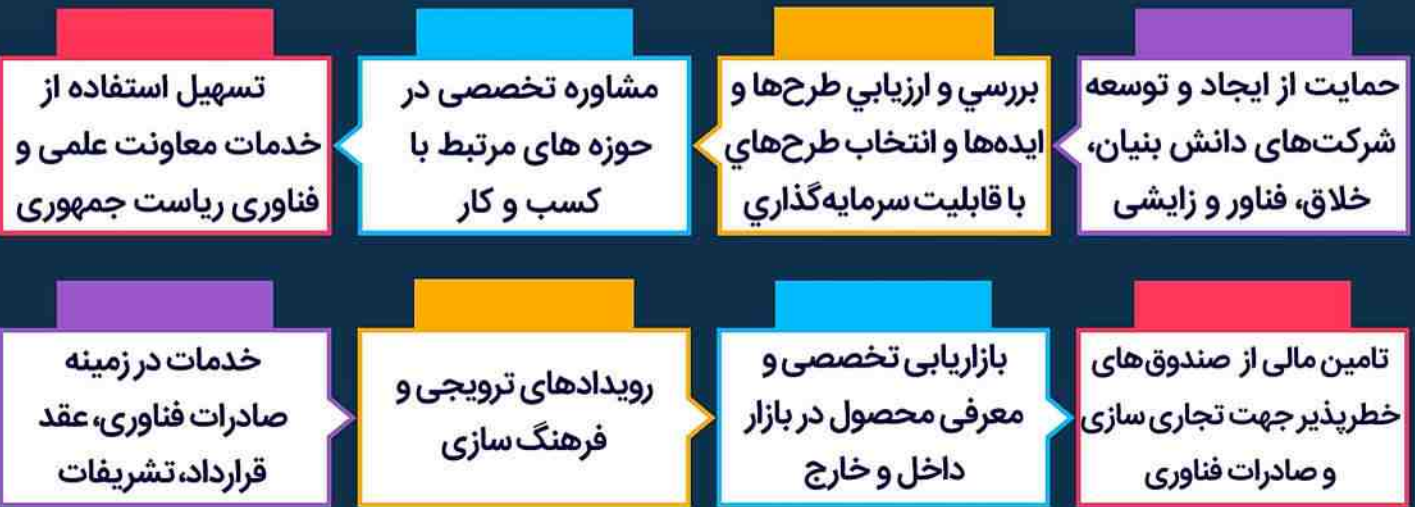 حمایت از ایجاد و توسعه
شرکت‌های دانش بنیان،
خلاق، فناور و زایشی
بررسي و ارزيابي طرح‌ها و
ایده‌ها و انتخاب طرح‌هاي
با قابلیت سرمایه‌گذاري
مشاوره تخصصی در
حوزه های مرتبط با
کسب و کار
تسهیل استفاده از
خدمات معاونت علمی و
فناوری ریاست جمهوری
تامین مالی از صندوق‌های
خطرپذیر جهت تجاری سازی
و صادرات فناوری
بازاریابی تخصصی و
معرفی محصول در بازار
داخل و خارج
رویدادهای ترویجی و
فرهنگ سازی
خدمات در زمینه
صادرات فناوری، عقد
قرارداد، تشریفات